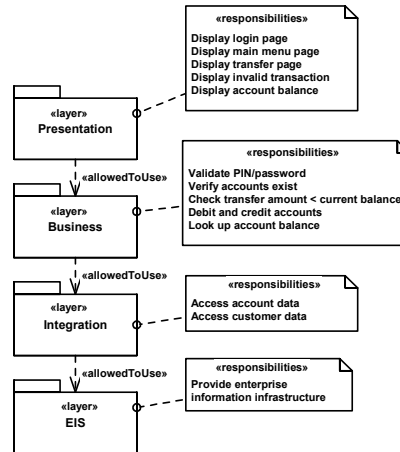 «responsibilities»
Display login page
Display main menu page
Display transfer page
Display invalid transaction
Display account balance
«layer»
Presentation
«allowedToUse»
«responsibilities»
Validate PIN/password
Verify accounts exist
Check transfer amount < current balance
Debit and credit accounts
Look up account balance
«layer»
Business
«allowedToUse»
«responsibilities»
Access account data
Access customer data
«layer»
Integration
«allowedToUse»
«responsibilities»
Provide enterprise
information infrastructure
«layer»
EIS